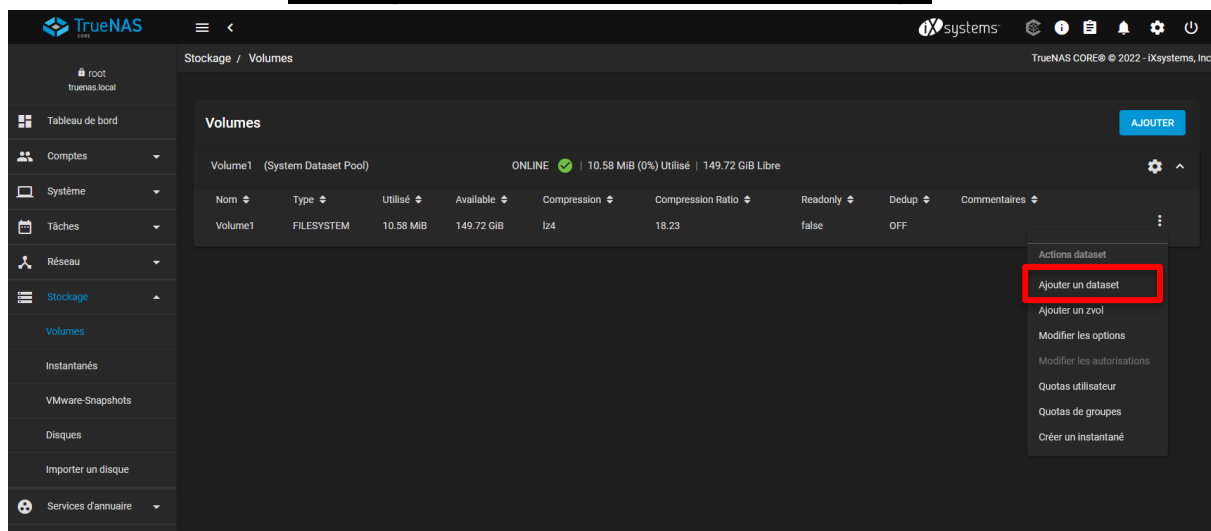 TrueNAS
CORE
iXsystems
root
truenas.local
Stockage / Volumes
TrueNAS CORE® © 2022 - iXsystems, Inc
Tableau de bord
Comptes
Système
Tâches
Réseau
Stockage
Volumes
Instantanés
VMware-Snapshots
Disques
Importer un disque
Services d'annuaire
Volumes
AJOUTER
Volume1 (System Dataset Pool) ONLINE | 10.58 MiB (0%) Utilisé | 149.72 GiB Libre
Nom Type Utilisé Available Compression Compression Ratio Readonly Dedup Commentaires
Volume1 FILESYSTEM 10.58 MiB 149.72 GiB lz4 18.23 false OFF
Actions dataset
Ajouter un dataset
Ajouter un zvol
Modifier les options
Modifier les autorisations
Quotas utilisateur
Quotas de groupes
Créer un instantané